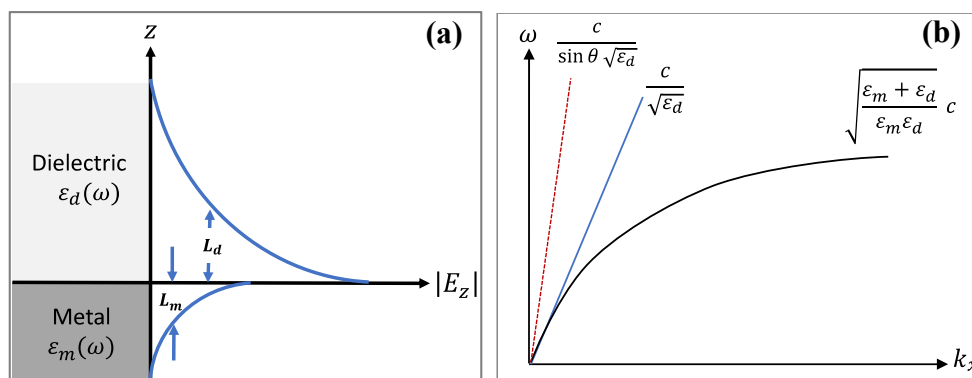 (a)
z
Dielectric
ε_d(ω)
L_d
|E_z|
L_m
Metal
ε_m(ω)
(b)
ω
c / (sin θ √ε_d)
c / √ε_d
√((ε_m + ε_d) / (ε_m ε_d)) c